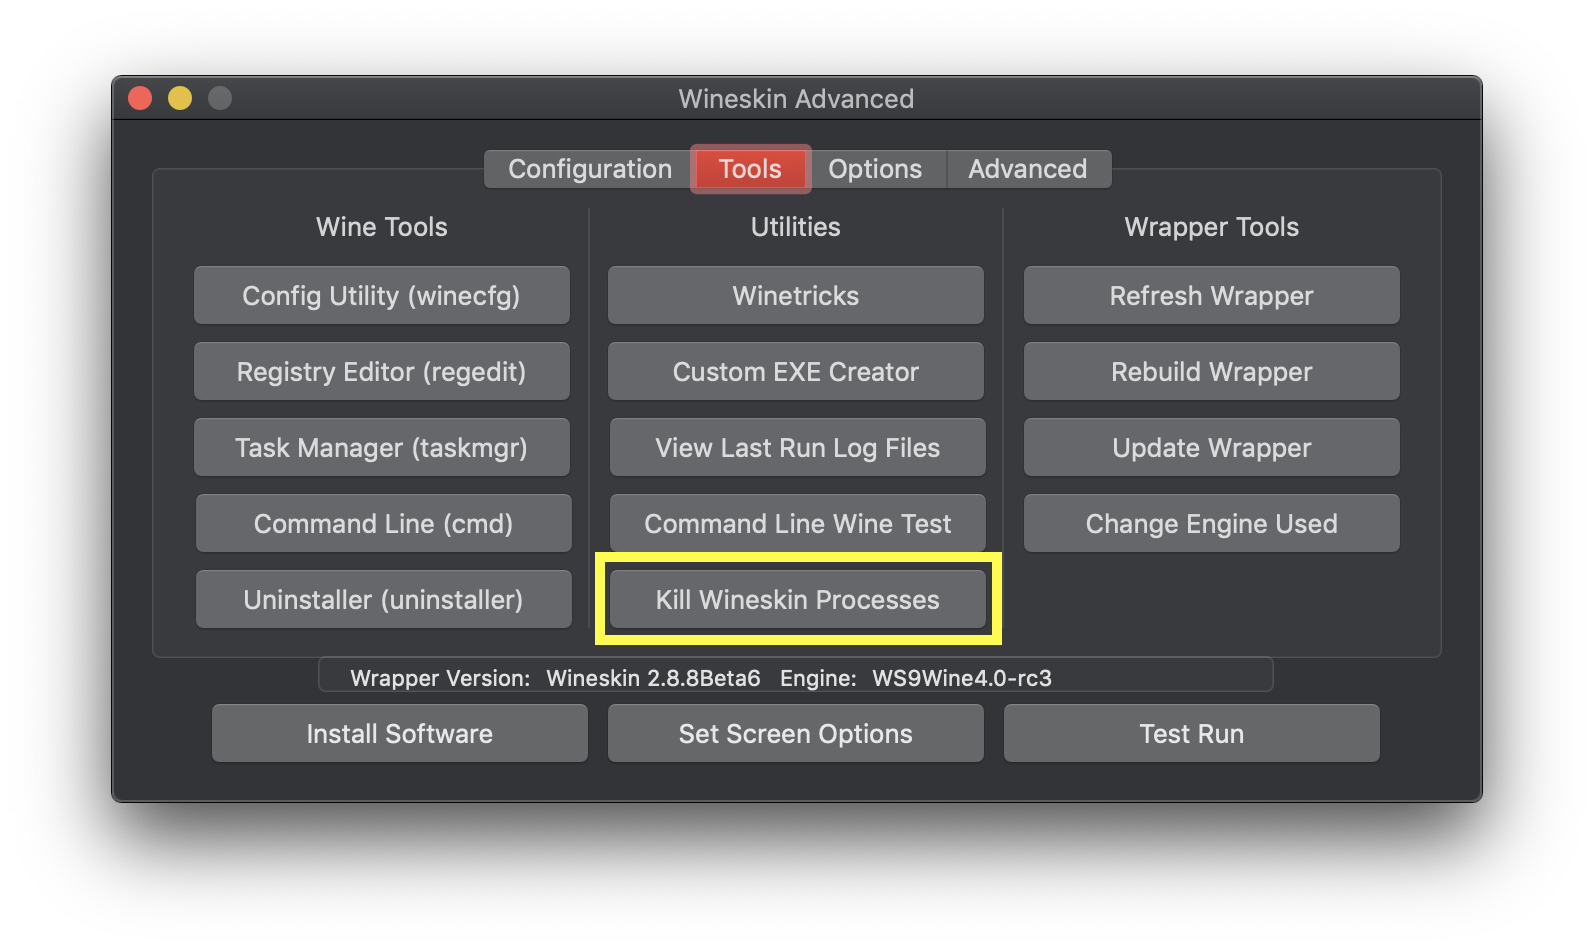 Wineskin Advanced
Configuration Tools Options Advanced
Wine Tools
Config Utility (winecfg)
Registry Editor (regedit)
Task Manager (taskmgr)
Command Line (cmd)
Uninstaller (uninstaller)
Utilities
Winetricks
Custom EXE Creator
View Last Run Log Files
Command Line Wine Test
Kill Wineskin Processes
Wrapper Tools
Refresh Wrapper
Rebuild Wrapper
Update Wrapper
Change Engine Used
Wrapper Version: Wineskin 2.8.8Beta6 Engine: WS9Wine4.0-rc3
Install Software Set Screen Options Test Run